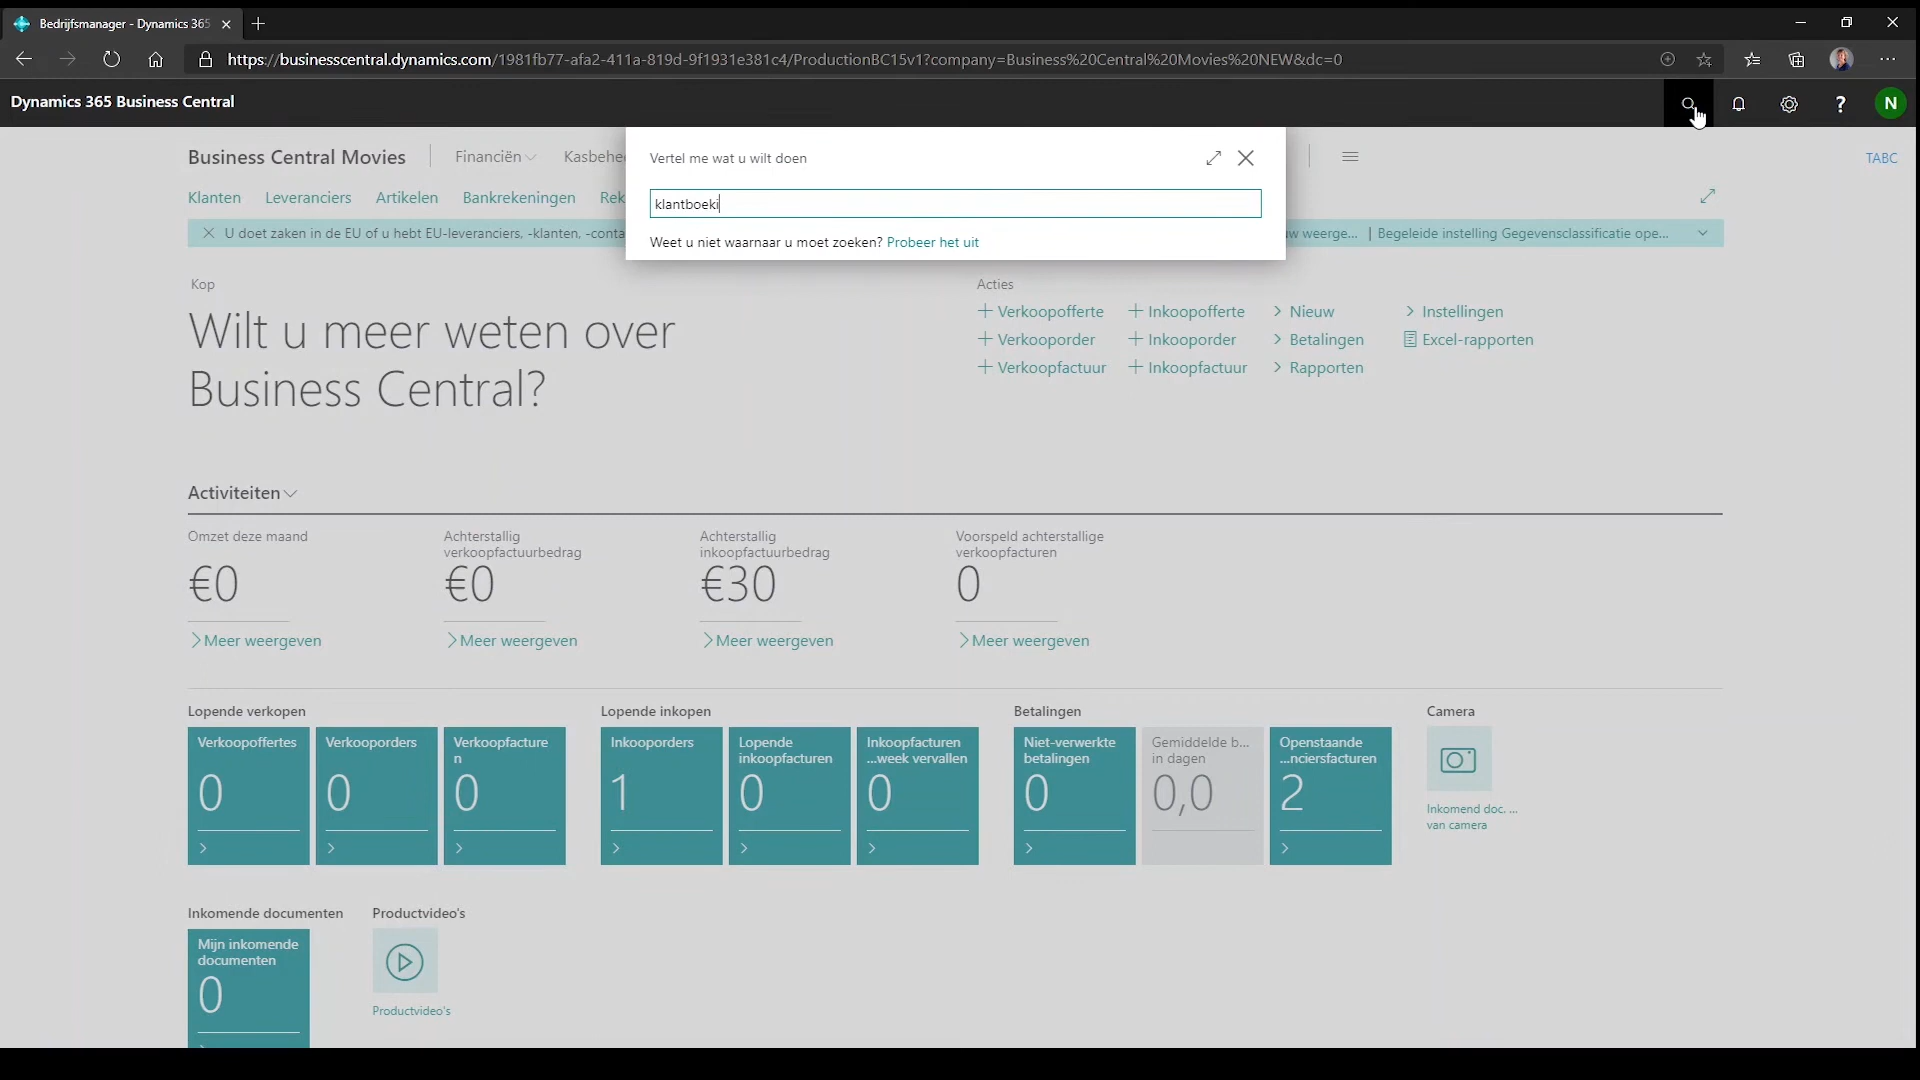 Bedrijfsmanager - Dynamics 365
https://businesscentral.dynamics.com/1981fb77-afa2-411a-819d-9f1931e381c4/ProductionBC15v1?company=Business%20Central%20Movies%20NEW&dc=0
Dynamics 365 Business Central
N
Business Central Movies
Financiën
Kasbehee
Vertel me wat u wilt doen
TABC
Klanten
Leveranciers
Artikelen
Bankrekeningen
Rek
klantboeki
U doet zaken in de EU of u hebt EU-leveranciers, -klanten, -conta
uw weerge... | Begeleide instelling Gegevensclassificatie ope...
Weet u niet waarnaar u moet zoeken? Probeer het uit
Kop
Wilt u meer weten over
Business Central?
Acties
Verkoopofferte
Inkoopofferte
Nieuw
Instellingen
Verkooporder
Inkooporder
Betalingen
Excel-rapporten
Verkoopfactuur
Inkoopfactuur
Rapporten
Activiteiten
Omzet deze maand
€0
Meer weergeven
Achterstallig
verkoopfactuurbedrag
€0
Meer weergeven
Achterstallig
inkoopfactuurbedrag
€30
Meer weergeven
Voorspeld achterstallige
verkoopfacturen
0
Meer weergeven
Lopende verkopen
Verkoopoffertes
0
Verkooporders
0
Verkoopfacture
n
0
Lopende inkopen
Inkooporders
1
Lopende
inkoopfacturen
0
Inkoopfacturen
...week vervallen
0
Betalingen
Niet-verwerkte
betalingen
0
Gemiddelde b...
in dagen
0,0
Openstaande
...nciersfacturen
2
Camera
Inkomend doc. ...
van camera
Inkomende documenten
Mijn inkomende
documenten
0
Productvideo's
Productvideo's